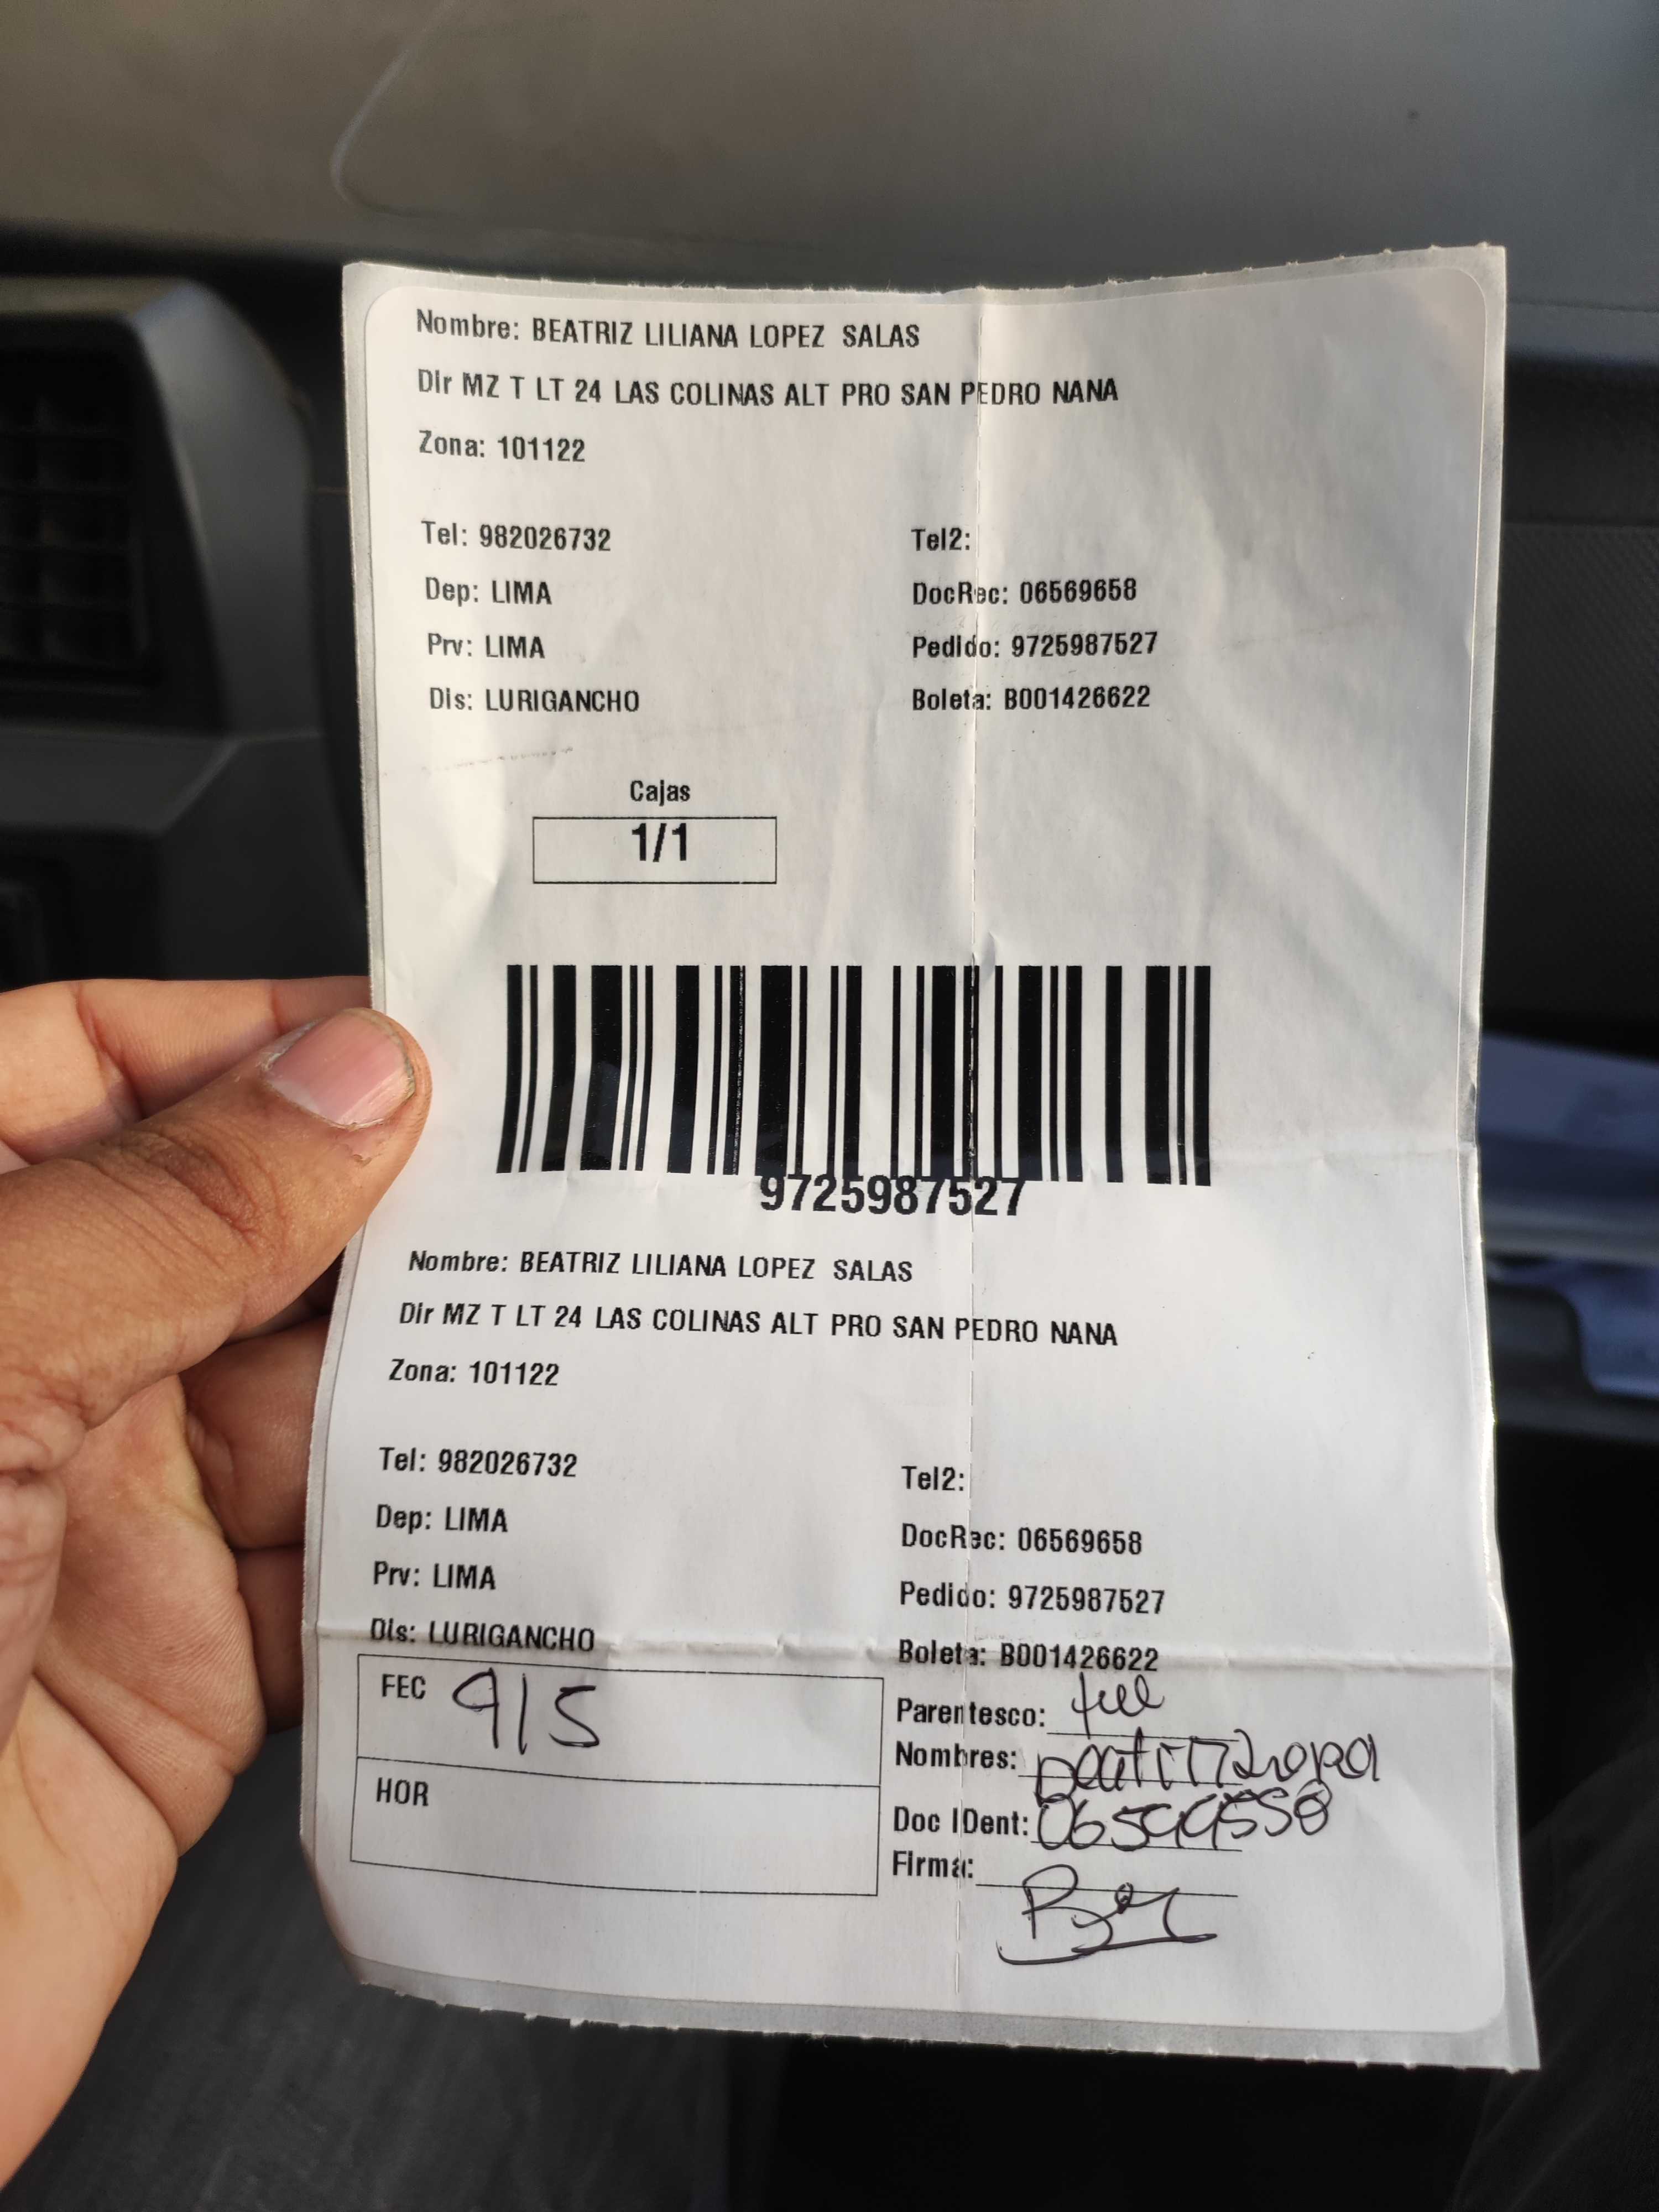 Nombre: BEATRIZ LILIANA LOPEZ SALAS
Dir MZ T LT 24 LAS COLINAS ALT PRO SAN PEDRO NANA
Zona: 101122
Tel: 982026732 Tel2:
Dep: LIMA DocRec: 06569658
Prv: LIMA Pedido: 9725987527
Dis: LURIGANCHO Boleta: B001426622
Cajas
1/1
9725987527
Nombre: BEATRIZ LILIANA LOPEZ SALAS
Dir MZ T LT 24 LAS COLINAS ALT PRO SAN PEDRO NANA
Zona: 101122
Tel: 982026732 Tel2:
Dep: LIMA DocRec: 06569658
Prv: LIMA Pedido: 9725987527
Dis: LURIGANCHO Boleta: B001426622
FEC 9/5 Parentesco:
Nombres:
HOR Doc IDent:
Firma: